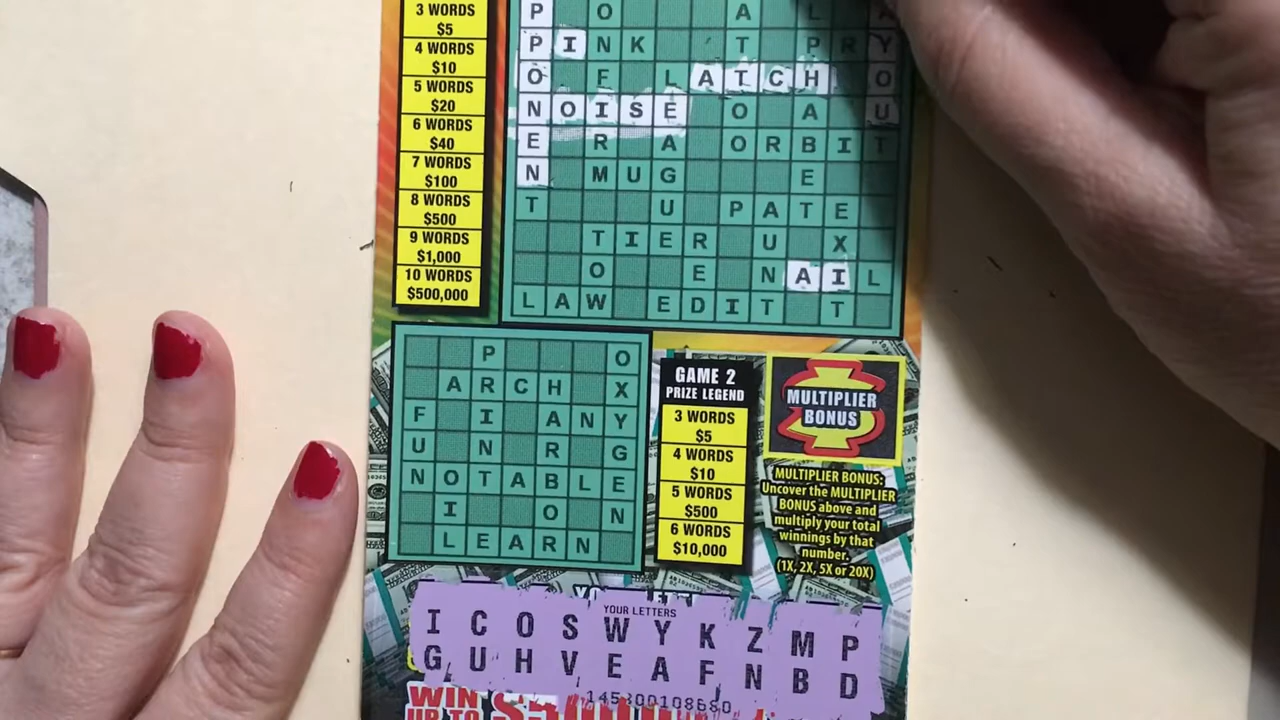 3 WORDS
$5
4 WORDS
$10
5 WORDS
$20
6 WORDS
$40
7 WORDS
$100
8 WORDS
$500
9 WORDS
$1,000
10 WORDS
$500,000
P O A L A
P I N K T P R Y
O F L A T C H O
N O I S E O A U
E R A O R B I T
N M U G E
T U P A T E
T I E R U X
O E N A I L
L A W E D I T T
P O
A R C H X
F I A N Y
U N R G
N O T A B L E
I O N
L E A R N
GAME 2
PRIZE LEGEND
3 WORDS
$5
4 WORDS
$10
5 WORDS
$500
6 WORDS
$10,000
MULTIPLIER
BONUS
MULTIPLIER BONUS:
Uncover the MULTIPLIER
BONUS above and
multiply your total
winnings by that
number.
(1X, 2X, 5X or 20X)
YOUR LETTERS
I C O S W Y K Z M P
G U H V E A F N B D
WIN
UP TO